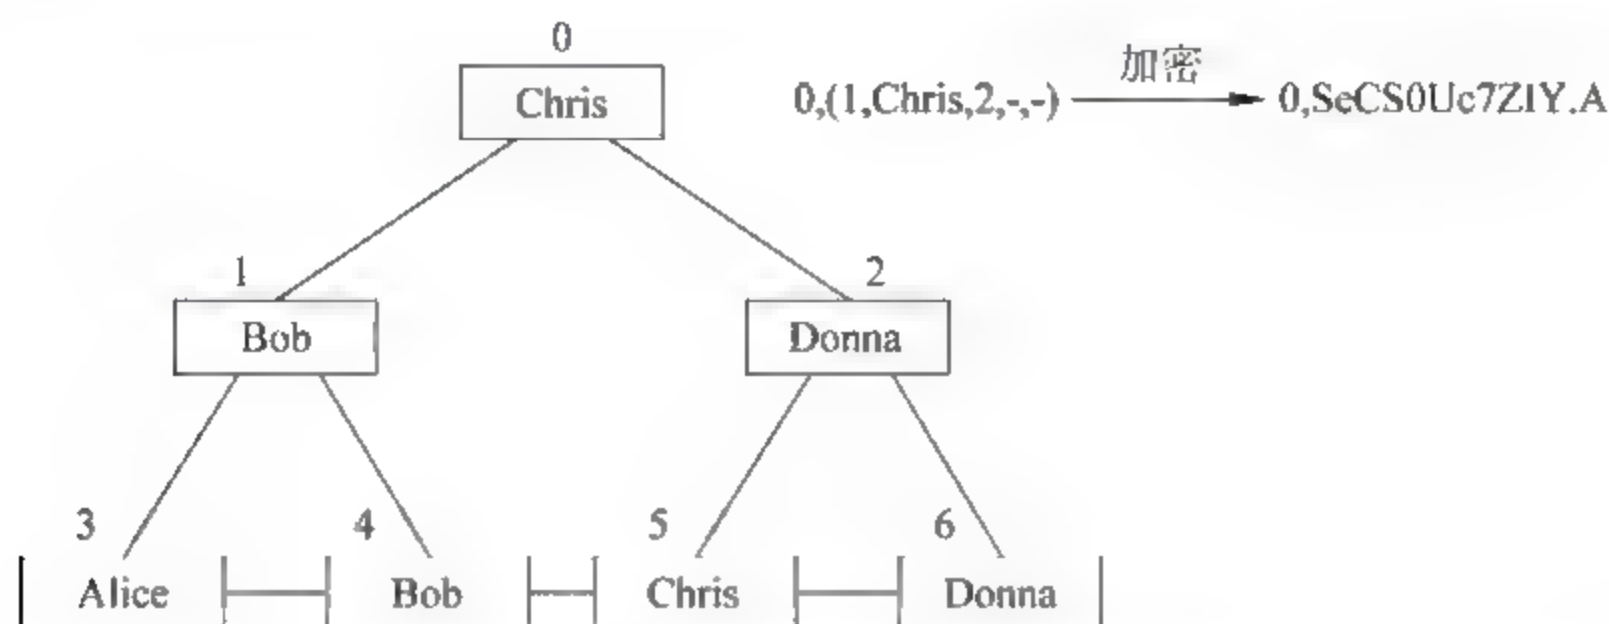 0
Chris
0,(1,Chris,2,-,-)
加密
0,SeCS0Uc7ZIY.A
1
2
Bob
Donna
3
4
5
6
Alice
Bob
Chris
Donna